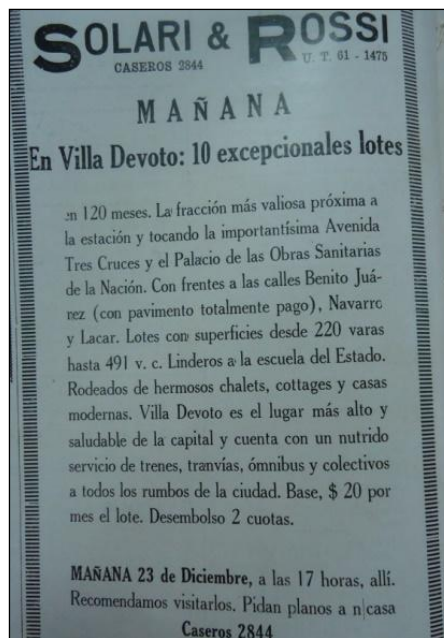 SOLARI & ROSSI
CASEROS 2844 U. T. 61 - 1475
MAÑANA
En Villa Devoto: 10 excepcionales lotes
en 120 meses. La fracción más valiosa próxima a
la estación y tocando la importantísima Avenida
Tres Cruces y el Palacio de las Obras Sanitarias
de la Nación. Con frentes a las calles Benito Juá-
rez (con pavimento totalmente pago), Navarro
y Lacar. Lotes con superficies desde 220 varas
hasta 491 v. c. Linderos a la escuela del Estado.
Rodeados de hermosos chalets, cottages y casas
modernas. Villa Devoto es el lugar más alto y
saludable de la capital y cuenta con un nutrido
servicio de trenes, tranvías, ómnibus y colectivos
a todos los rumbos de la ciudad. Base, $ 20 por
mes el lote. Desembolso 2 cuotas.
MAÑANA 23 de Diciembre, a las 17 horas, allí.
Recomendamos visitarlos. Pidan planos a n|casa
Caseros 2844